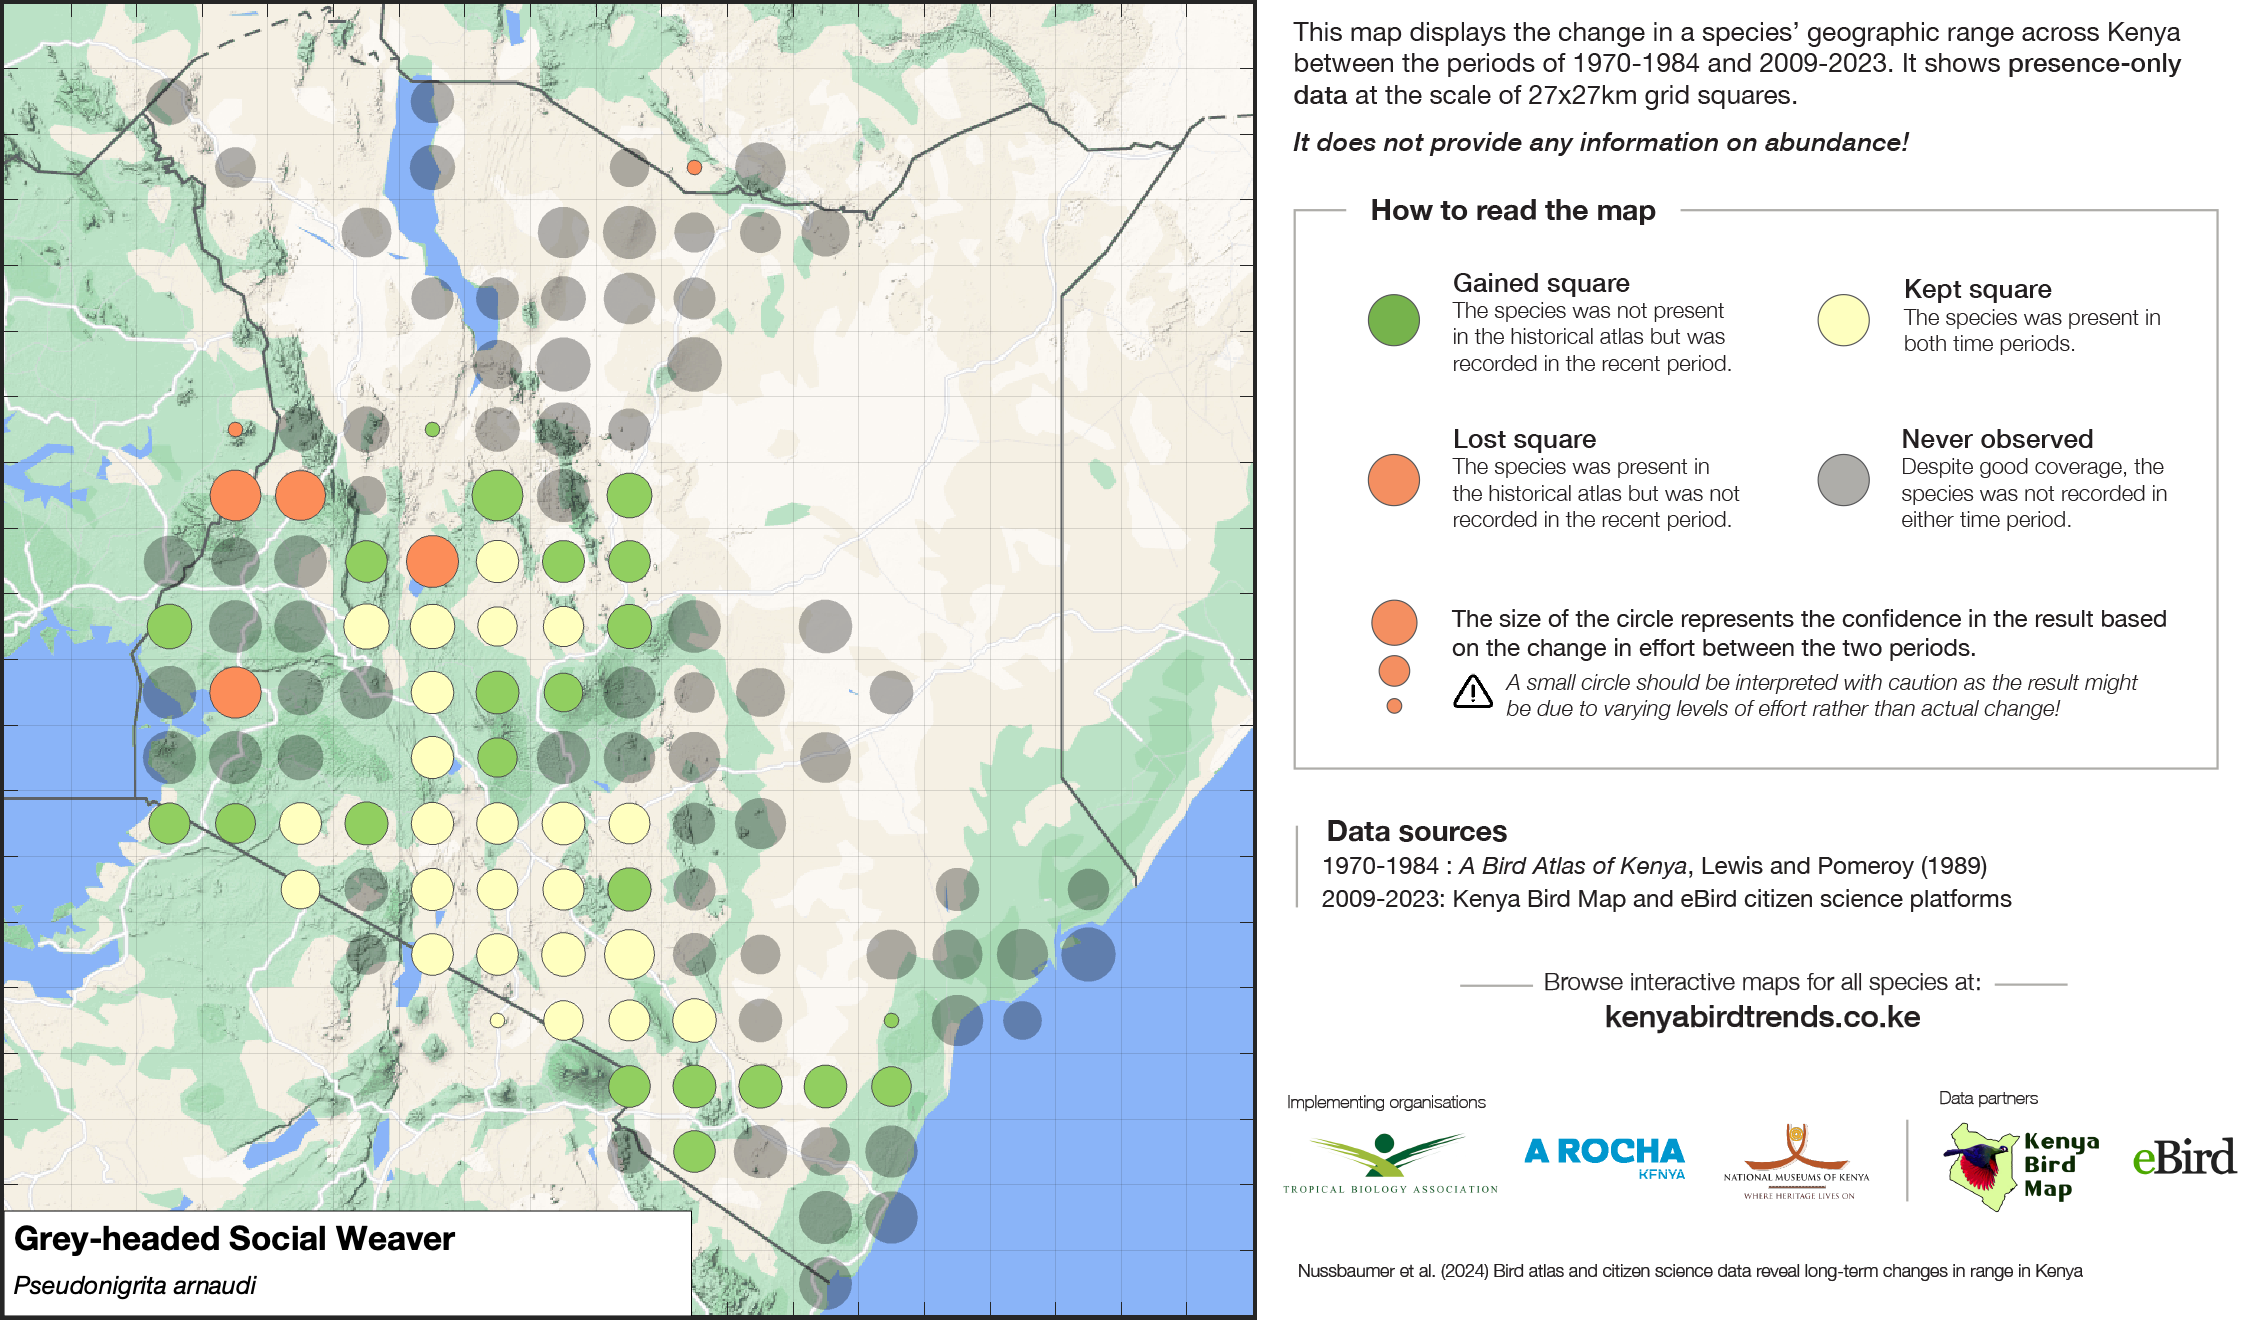 This map displays the change in a species’ geographic range across Kenya
between the periods of 1970-1984 and 2009-2023. It shows presence-only
data at the scale of 27x27km grid squares.
It does not provide any information on abundance!
How to read the map
Gained square
The species was not present
in the historical atlas but was
recorded in the recent period.
Kept square
The species was present in
both time periods.
Lost square
The species was present in
the historical atlas but was not
recorded in the recent period.
Never observed
Despite good coverage, the
species was not recorded in
either time period.
The size of the circle represents the confidence in the result based
on the change in effort between the two periods.
A small circle should be interpreted with caution as the result might
be due to varying levels of effort rather than actual change!
Data sources
1970-1984 : A Bird Atlas of Kenya, Lewis and Pomeroy (1989)
2009-2023: Kenya Bird Map and eBird citizen science platforms
Browse interactive maps for all species at:
kenyabirdtrends.co.ke
Implementing organisations
Data partners
TROPICAL BIOLOGY ASSOCIATION
A ROCHA
KENYA
NATIONAL MUSEUMS OF KENYA
WHERE HERITAGE LIVES ON
Kenya
Bird
Map
eBird
Nussbaumer et al. (2024) Bird atlas and citizen science data reveal long-term changes in range in Kenya
Grey-headed Social Weaver
Pseudonigrita arnaudi